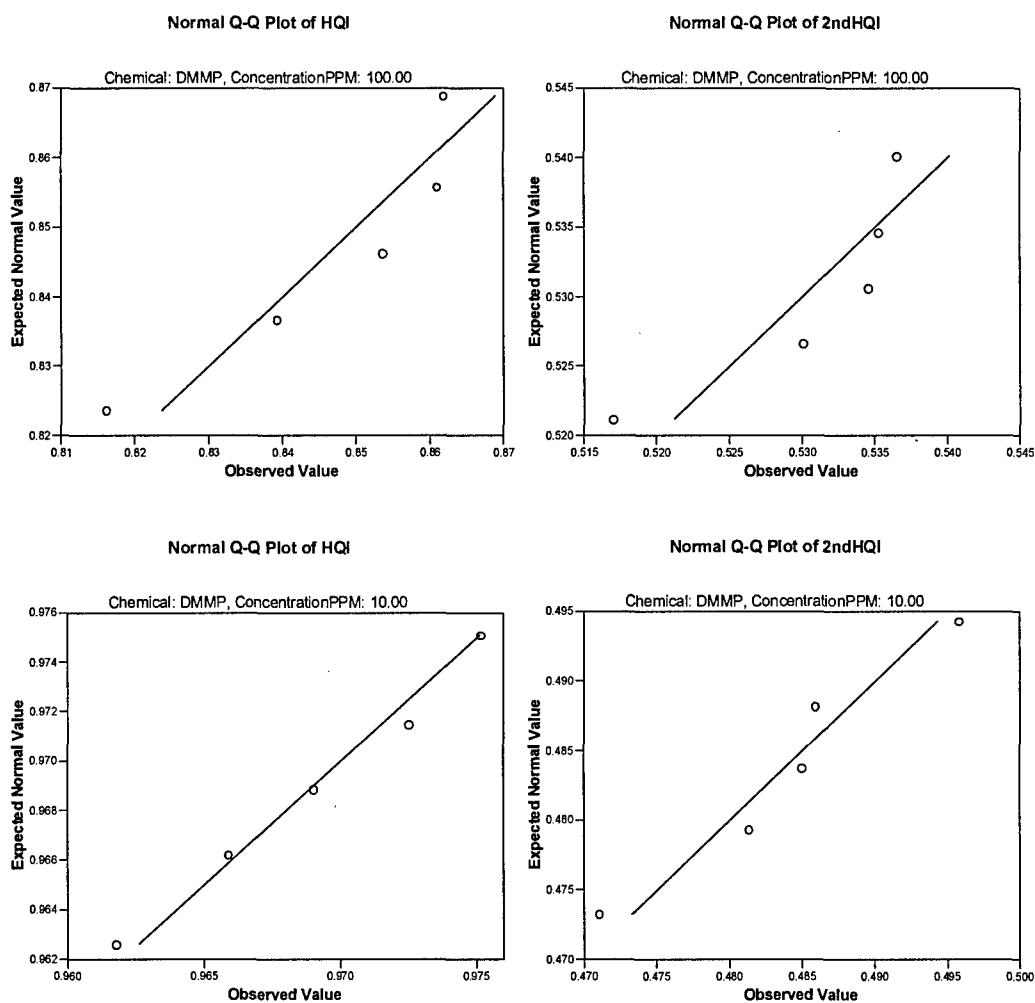 Normal Q-Q Plot of HQI
Chemical: DMMP, ConcentrationPPM: 100.00
Expected Normal Value
0.87
0.86
0.85
0.84
0.83
0.82
0.81 0.82 0.83 0.84 0.85 0.86 0.87
Observed Value
Normal Q-Q Plot of 2ndHQI
Chemical: DMMP, ConcentrationPPM: 100.00
Expected Normal Value
0.545
0.540
0.535
0.530
0.525
0.520
0.515 0.520 0.525 0.530 0.535 0.540 0.545
Observed Value
Normal Q-Q Plot of HQI
Chemical: DMMP, ConcentrationPPM: 10.00
Expected Normal Value
0.976
0.974
0.972
0.970
0.968
0.966
0.964
0.962
0.960 0.965 0.970 0.975
Observed Value
Normal Q-Q Plot of 2ndHQI
Chemical: DMMP, ConcentrationPPM: 10.00
Expected Normal Value
0.495
0.490
0.485
0.480
0.475
0.470
0.470 0.475 0.480 0.485 0.490 0.495 0.500
Observed Value